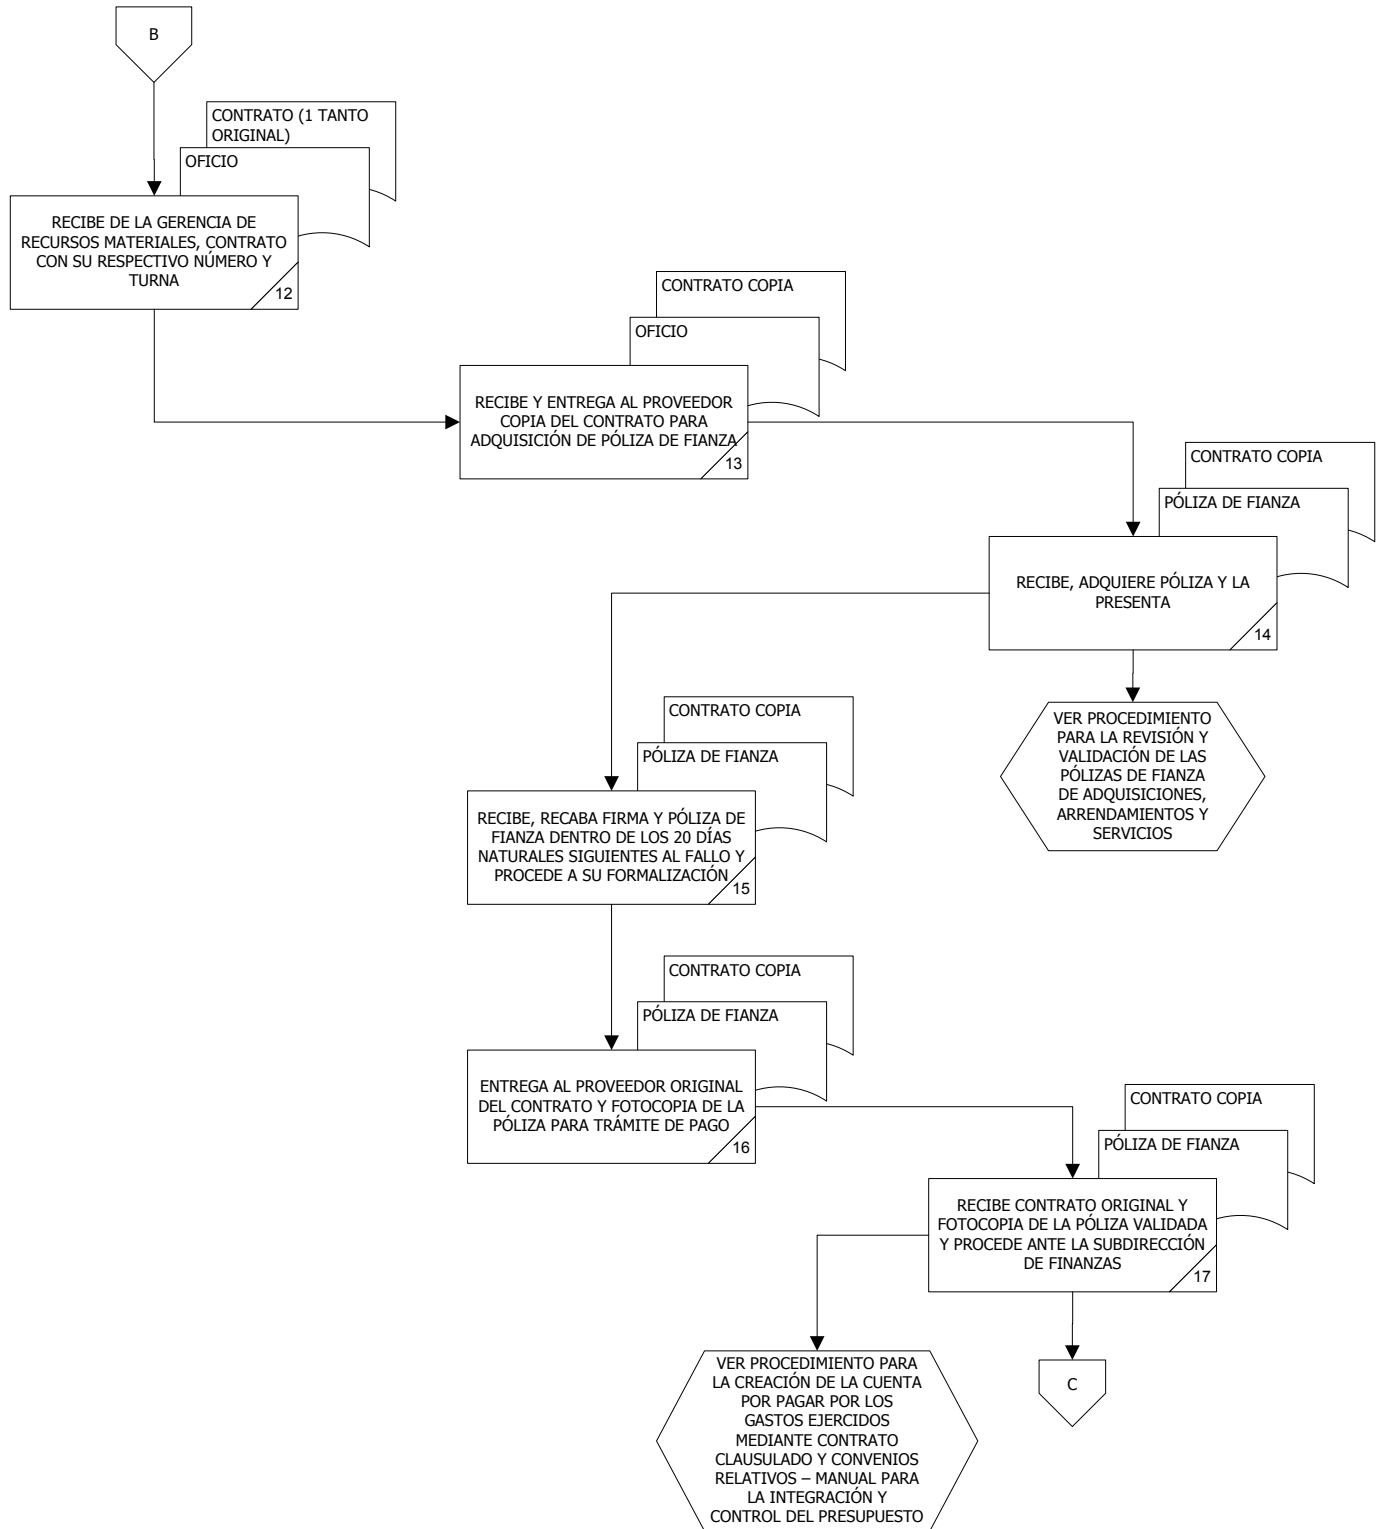 B
CONTRATO (1 TANTO
ORIGINAL)
OFICIO
RECIBE DE LA GERENCIA DE
RECURSOS MATERIALES, CONTRATO
CON SU RESPECTIVO NÚMERO Y
TURNA
12
CONTRATO COPIA
OFICIO
RECIBE Y ENTREGA AL PROVEEDOR
COPIA DEL CONTRATO PARA
ADQUISICIÓN DE PÓLIZA DE FIANZA
13
CONTRATO COPIA
PÓLIZA DE FIANZA
RECIBE, ADQUIERE PÓLIZA Y LA
PRESENTA
14
VER PROCEDIMIENTO
PARA LA REVISIÓN Y
VALIDACIÓN DE LAS
PÓLIZAS DE FIANZA
DE ADQUISICIONES,
ARRENDAMIENTOS Y
SERVICIOS
CONTRATO COPIA
PÓLIZA DE FIANZA
RECIBE, RECABA FIRMA Y PÓLIZA DE
FIANZA DENTRO DE LOS 20 DÍAS
NATURALES SIGUIENTES AL FALLO Y
PROCEDE A SU FORMALIZACIÓN
15
CONTRATO COPIA
PÓLIZA DE FIANZA
ENTREGA AL PROVEEDOR ORIGINAL
DEL CONTRATO Y FOTOCOPIA DE LA
PÓLIZA PARA TRÁMITE DE PAGO
16
CONTRATO COPIA
PÓLIZA DE FIANZA
RECIBE CONTRATO ORIGINAL Y
FOTOCOPIA DE LA PÓLIZA VALIDADA
Y PROCEDE ANTE LA SUBDIRECCIÓN
DE FINANZAS
17
VER PROCEDIMIENTO PARA
LA CREACIÓN DE LA CUENTA
POR PAGAR POR LOS
GASTOS EJERCIDOS
MEDIANTE CONTRATO
CLAUSULADO Y CONVENIOS
RELATIVOS – MANUAL PARA
LA INTEGRACIÓN Y
CONTROL DEL PRESUPUESTO
C